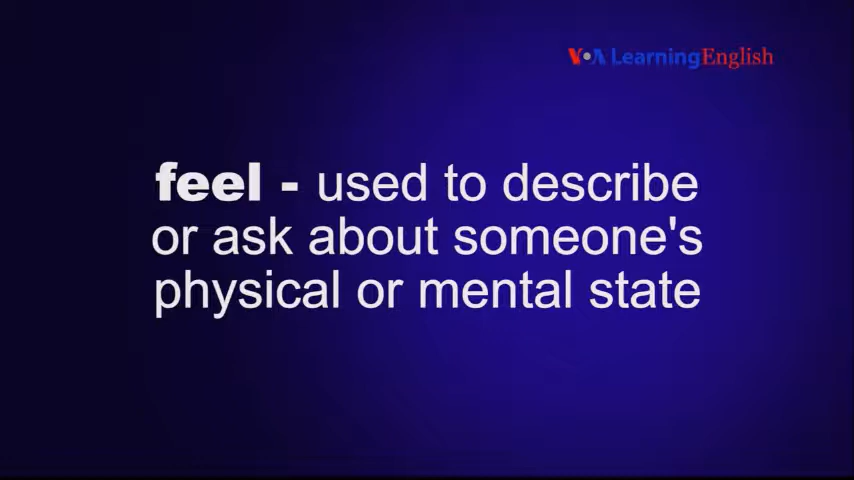 VOA LearningEnglish
feel - used to describe
or ask about someone's
physical or mental state